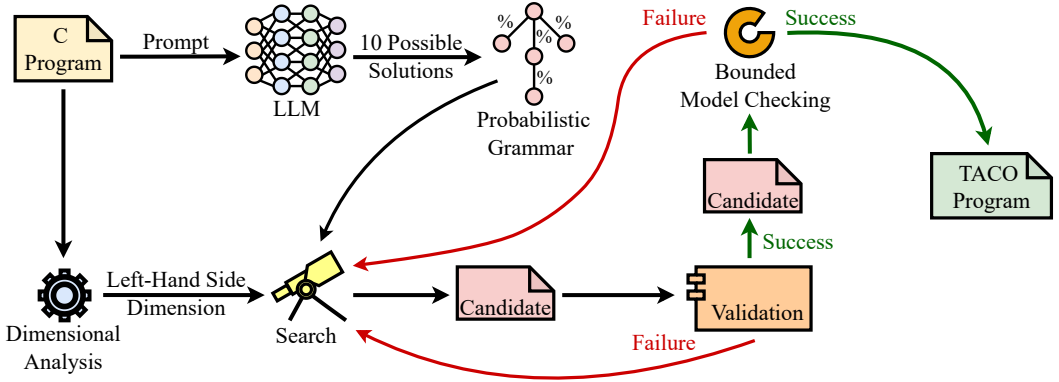 C
Program
Prompt
LLM
10 Possible
Solutions
%
%
%
%
Probabilistic
Grammar
Failure
Success
Bounded
Model Checking
Candidate
Success
TACO
Program
Dimensional
Analysis
Left-Hand Side
Dimension
Search
Candidate
Validation
Failure